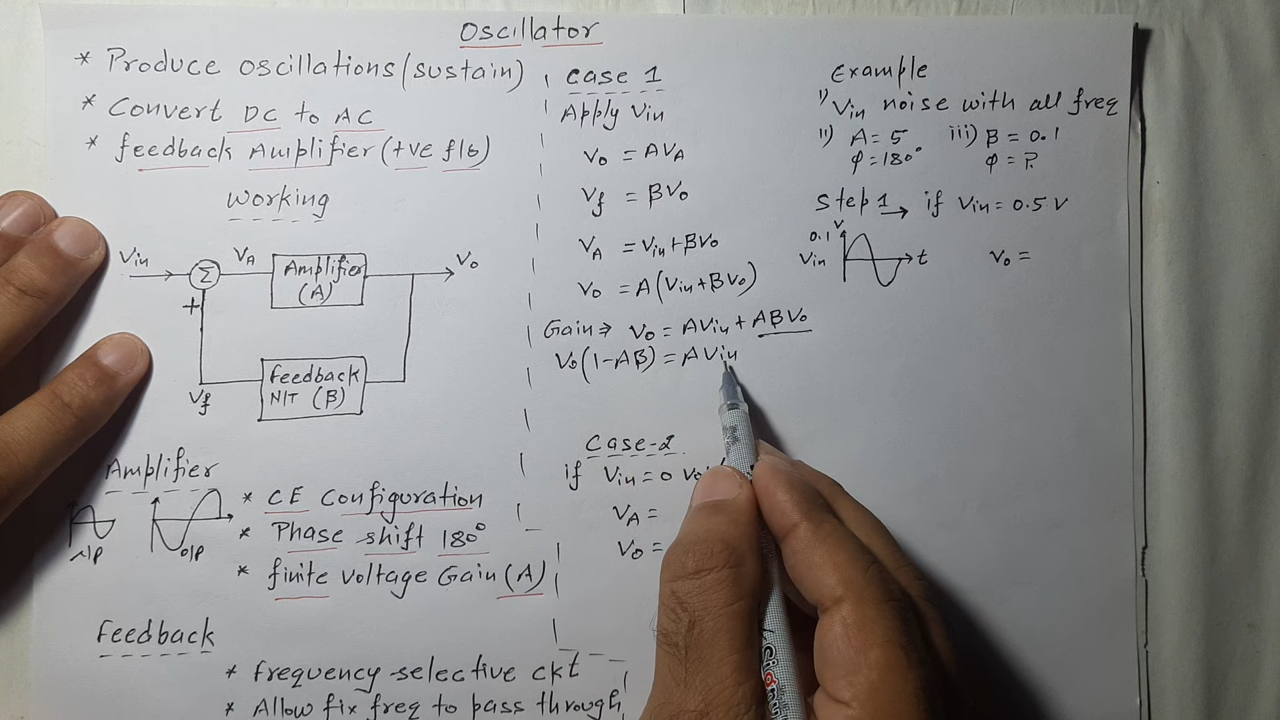 Oscillator
* Produce oscillations (sustain)
* Convert DC to AC
* feedback Amplifier (+ve f/b)
Working
Vin
VA
Amplifier
(A)
Vo
Σ
+
Feedback
N/T (β)
Vf
Amplifier
i/P
o/P
* CE Configuration
* Phase shift 180°
* finite voltage Gain (A)
Feedback
* frequency selective ckt
* Allow fix freq to pass through
Case 1
Apply Vin
Vo = AVA
Vf = βVo
VA = Vin+βVo
Vo = A(Vin+βVo)
Gain ⇒ Vo = AVin + AβVo
Vo(1-Aβ) = AVin
Case-2
if Vin = 0
VA =
Vo =
Example
i) Vin noise with all freq
ii) A = 5 iii) β = 0.1
φ = 180° φ = ?
Step 1 → if Vin = 0.5 V
0.1 V
Vin
t
Vo =